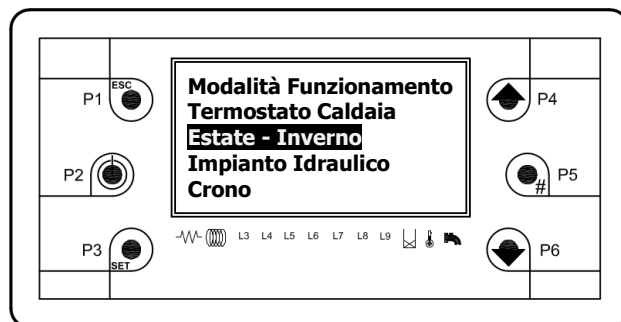 ESC
P1
P2
P3
SET
Modalità Funzionamento
Termostato Caldaia
Estate - Inverno
Impianto Idraulico
Crono
L3 L4 L5 L6 L7 L8 L9
P4
P5
#
P6